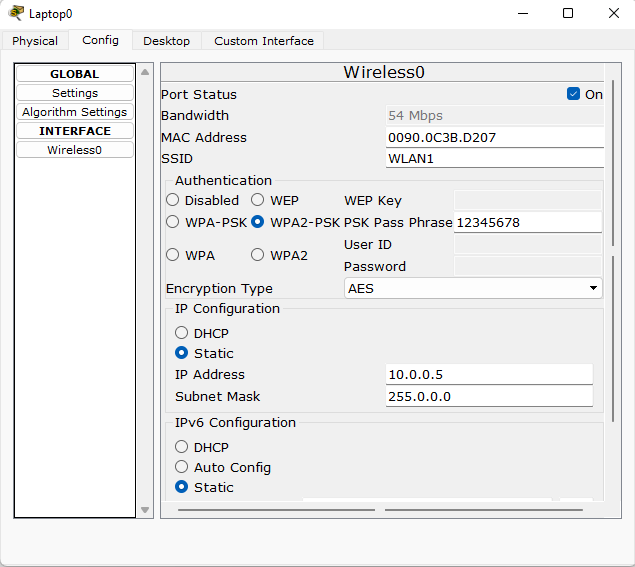 Laptop0
Physical Config Desktop Custom Interface
GLOBAL
Settings
Algorithm Settings
INTERFACE
Wireless0
Wireless0
Port Status On
Bandwidth 54 Mbps
MAC Address 0090.0C3B.D207
SSID WLAN1
Authentication
Disabled WEP WEP Key
WPA-PSK WPA2-PSK PSK Pass Phrase 12345678
User ID
WPA WPA2
Password
Encryption Type AES
IP Configuration
DHCP
Static
IP Address 10.0.0.5
Subnet Mask 255.0.0.0
IPv6 Configuration
DHCP
Auto Config
Static